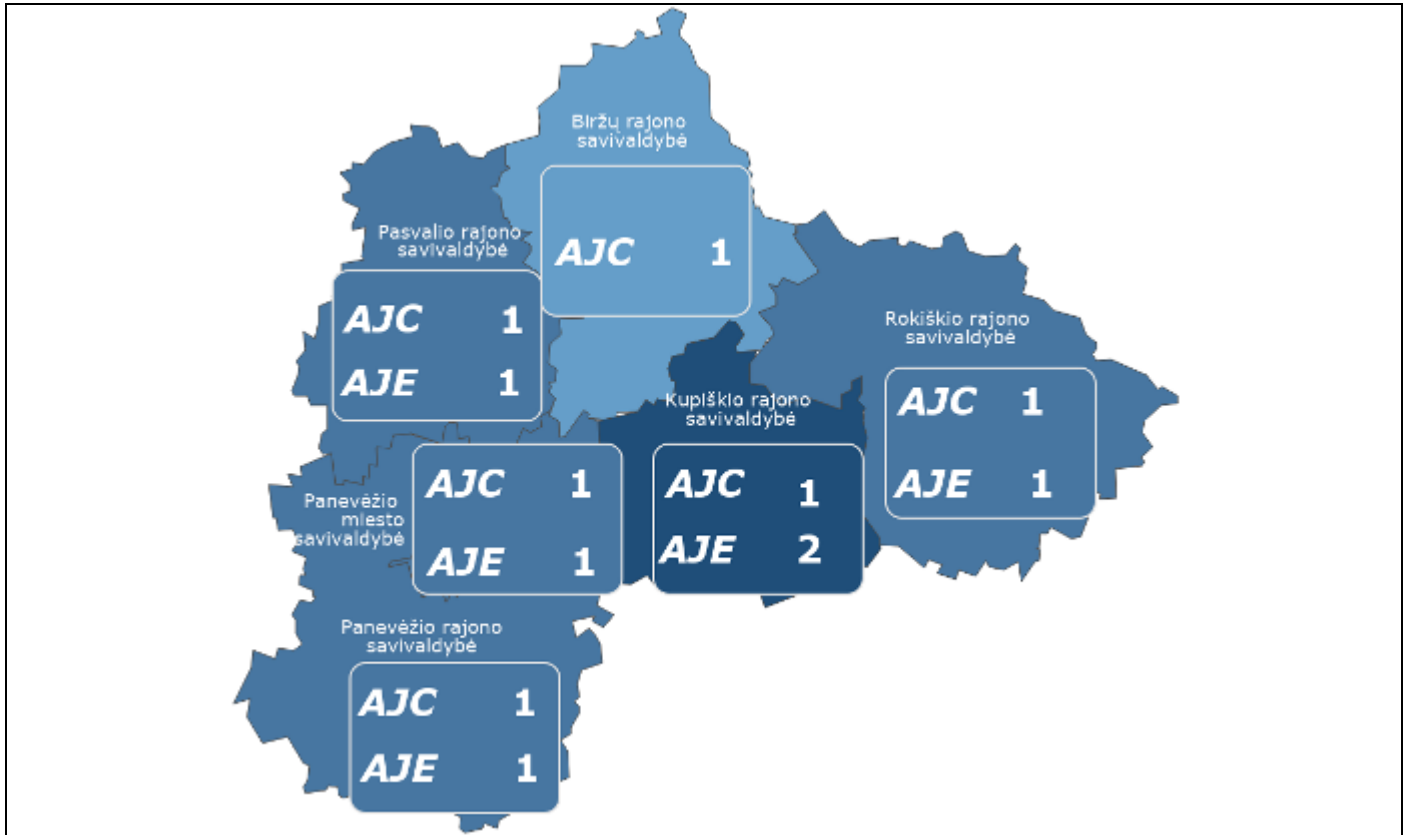 Biržų rajono
savivaldybė
AJC 1
Pasvalio rajono
savivaldybė
AJC 1
AJE 1
Rokiškio rajono
savivaldybė
AJC 1
AJE 1
Kupiškio rajono
savivaldybė
AJC 1
AJE 2
Panevėžio
miesto
savivaldybė
AJC 1
AJE 1
Panevėžio rajono
savivaldybė
AJC 1
AJE 1